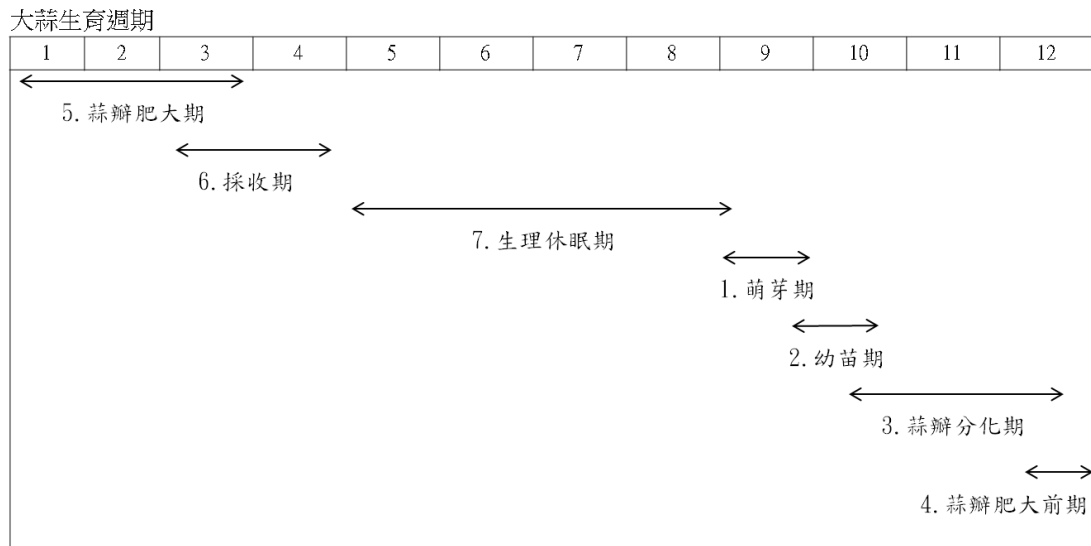 大蒜生育週期
1 2 3 4 5 6 7 8 9 10 11 12
5.蒜瓣肥大期
6.採收期
7.生理休眠期
1.萌芽期
2.幼苗期
3.蒜瓣分化期
4.蒜瓣肥大前期